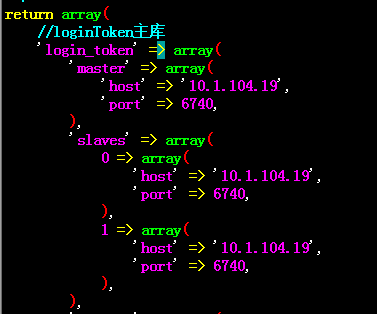 return array(
    //loginToken主库
    'login_token' => array(
        'master' => array(
            'host' => '10.1.104.19',
            'port' => 6740,
        ),
        'slaves' => array(
            0 => array(
                'host' => '10.1.104.19',
                'port' => 6740,
            ),
            1 => array(
                'host' => '10.1.104.19',
                'port' => 6740,
            ),
        ),